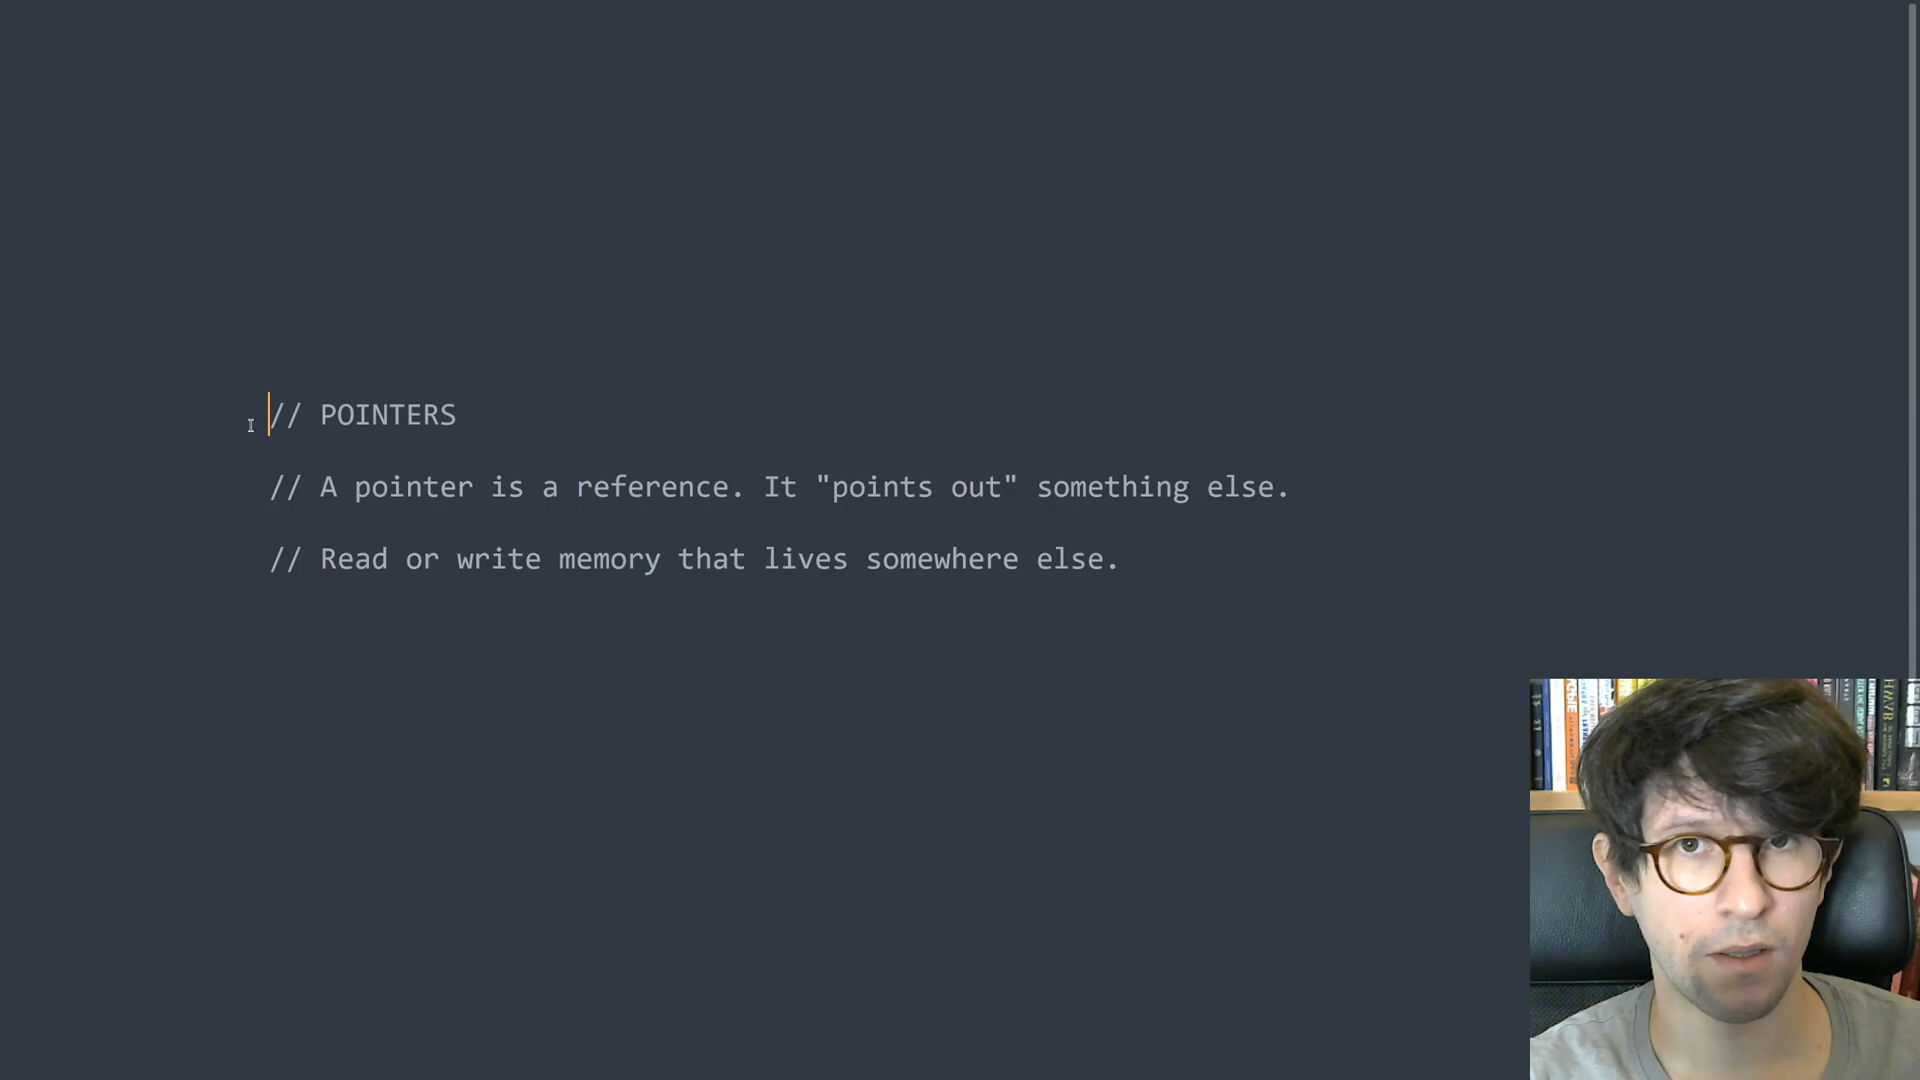 // POINTERS
// A pointer is a reference. It "points out" something else.
// Read or write memory that lives somewhere else.